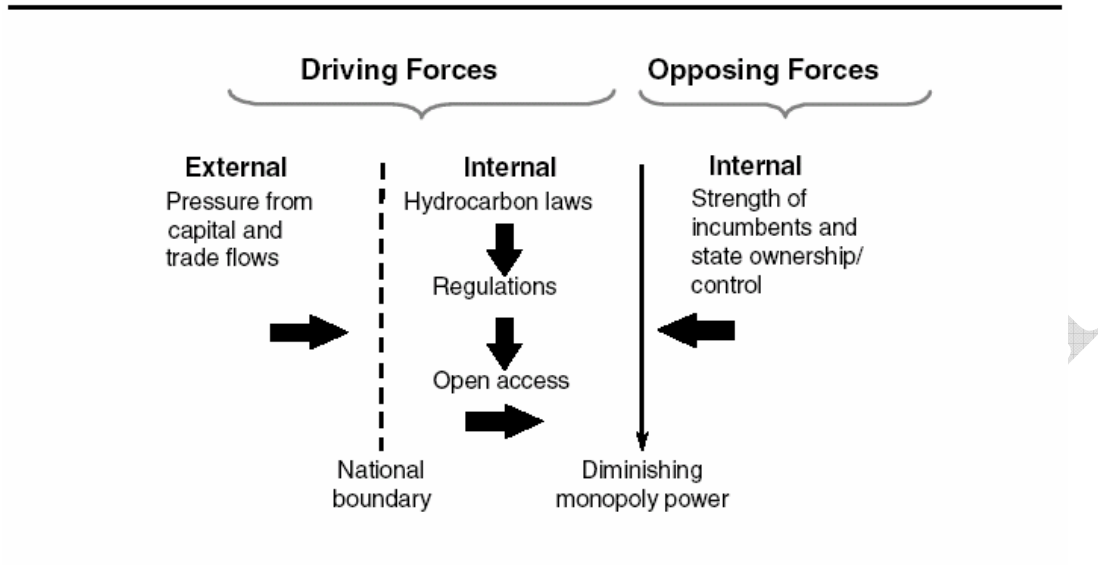 Driving Forces
Opposing Forces
External
Pressure from
capital and
trade flows
Internal
Hydrocarbon laws
Regulations
Open access
Internal
Strength of
incumbents and
state ownership/
control
National
boundary
Diminishing
monopoly power